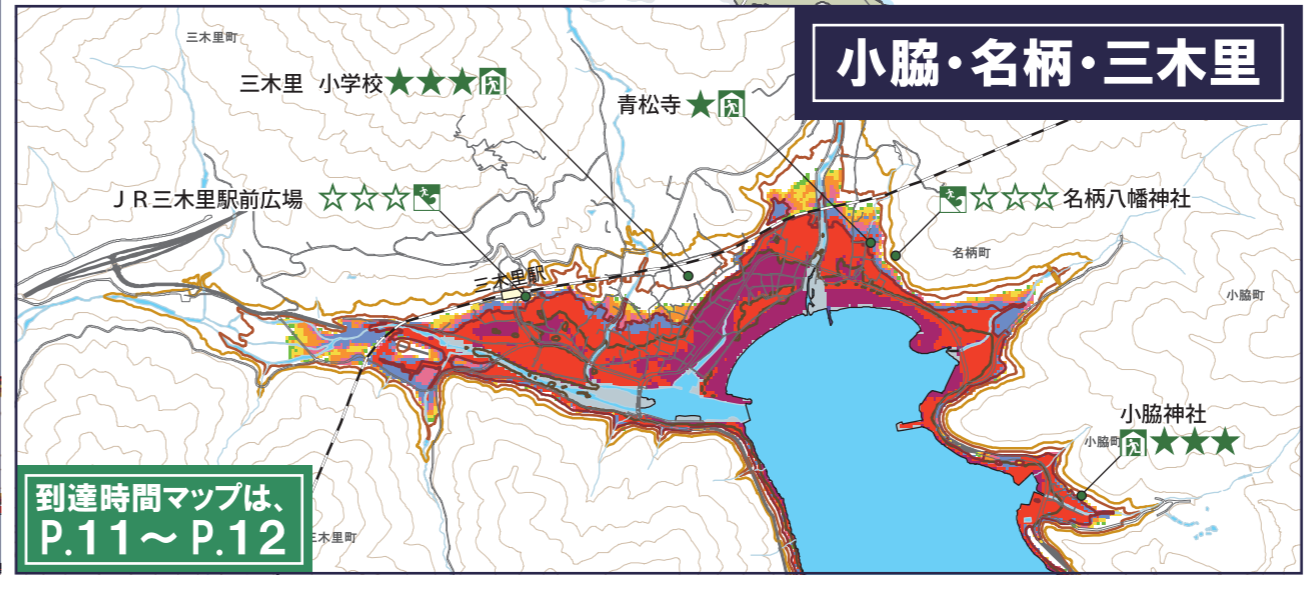 小脇・名柄・三木里
三木里町
三木里 小学校★★★
青松寺★
JR三木里駅前広場 ☆☆☆
☆☆☆名柄八幡神社
名柄町
三木里駅
小脇町
小脇神社
小脇町
★★★
到達時間マップは、
P.11～P.12
三木里町